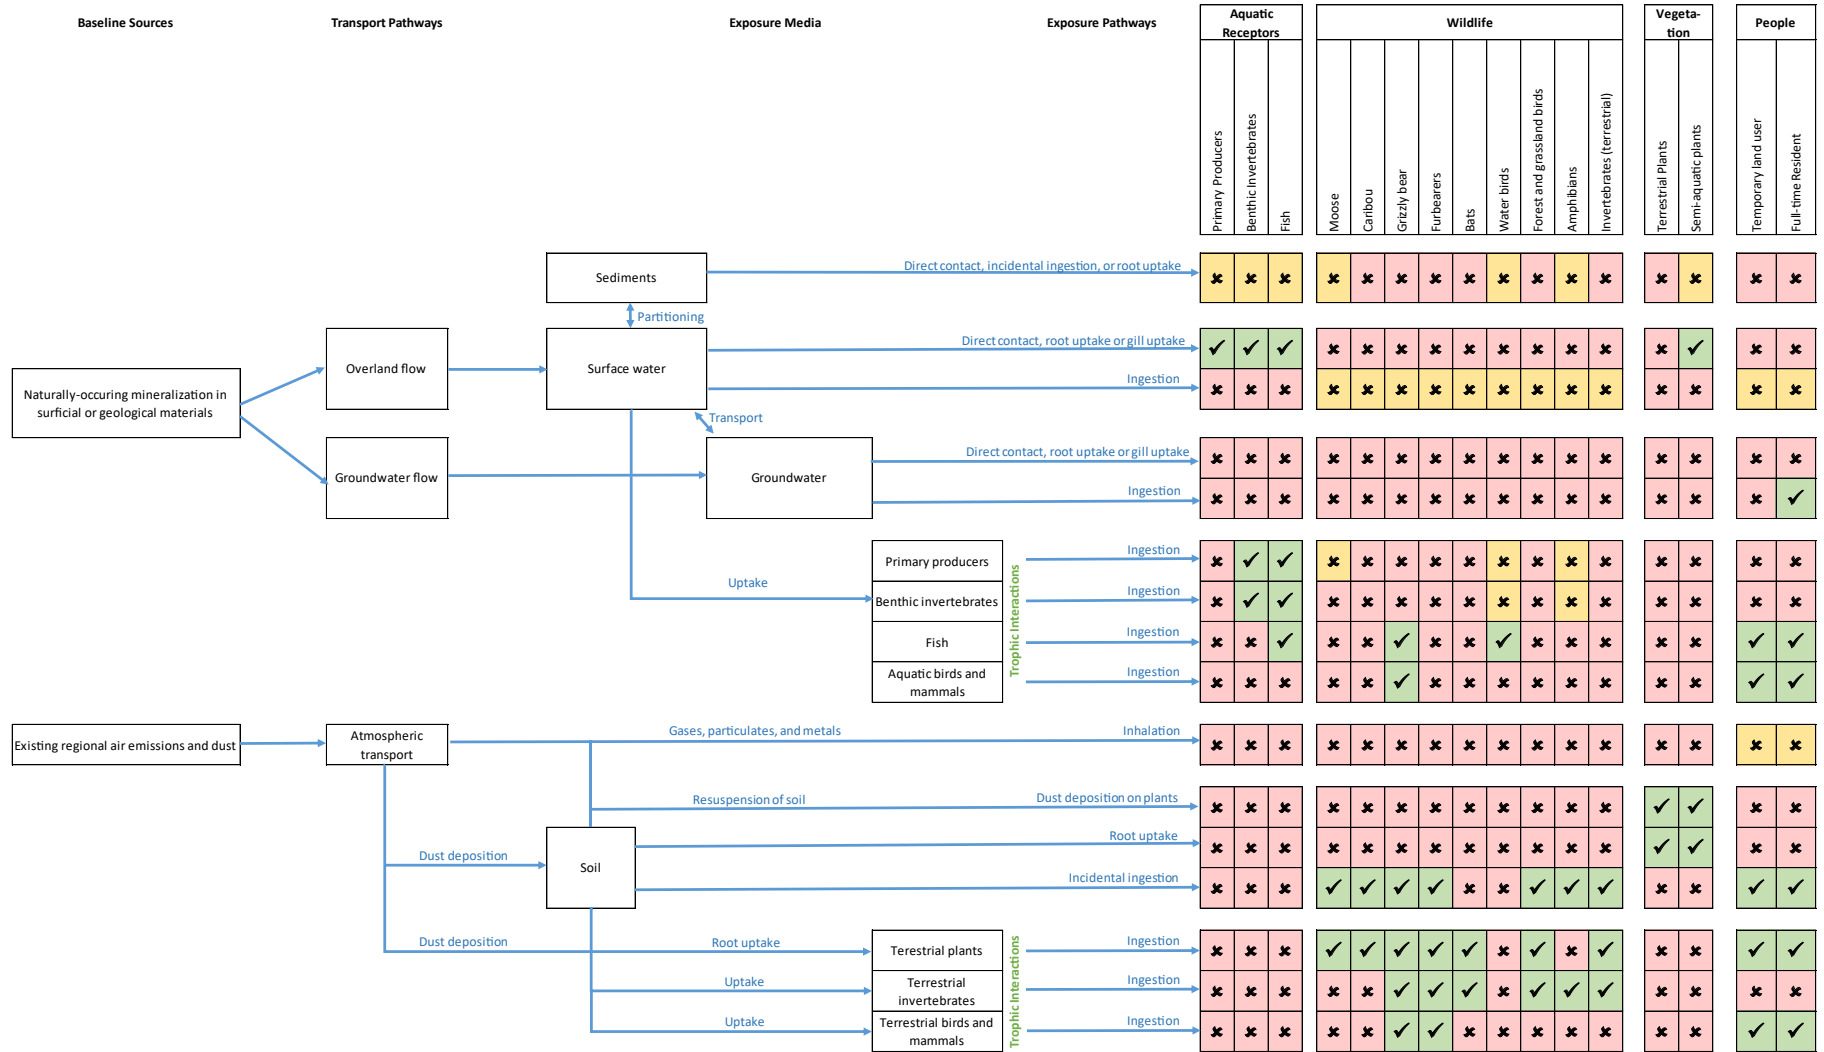 Baseline Sources
Transport Pathways
Exposure Media
Exposure Pathways
Aquatic
Receptors
Wildlife
Vegeta-
tion
People
Primary Producers
Benthic Invertebrates
Fish
Moose
Caribou
Grizzly bear
Furbearers
Bats
Water birds
Forest and grassland birds
Amphibians
Invertebrates (terrestrial)
Terrestrial Plants
Semi-aquatic plants
Temporary land user
Full-time Resident
Sediments
Direct contact, incidental ingestion, or root uptake
Partitioning
Naturally-occuring mineralization in
surficial or geological materials
Overland flow
Surface water
Direct contact, root uptake or gill uptake
Ingestion
Transport
Groundwater flow
Groundwater
Direct contact, root uptake or gill uptake
Ingestion
Uptake
Primary producers
Benthic invertebrates
Fish
Aquatic birds and
mammals
Trophic Interactions
Ingestion
Ingestion
Ingestion
Ingestion
Existing regional air emissions and dust
Atmospheric
transport
Gases, particulates, and metals
Inhalation
Resuspension of soil
Dust deposition on plants
Dust deposition
Soil
Root uptake
Incidental ingestion
Dust deposition
Root uptake
Terestrial plants
Ingestion
Uptake
Terrestrial
invertebrates
Ingestion
Uptake
Terrestrial birds and
mammals
Ingestion
Trophic Interactions